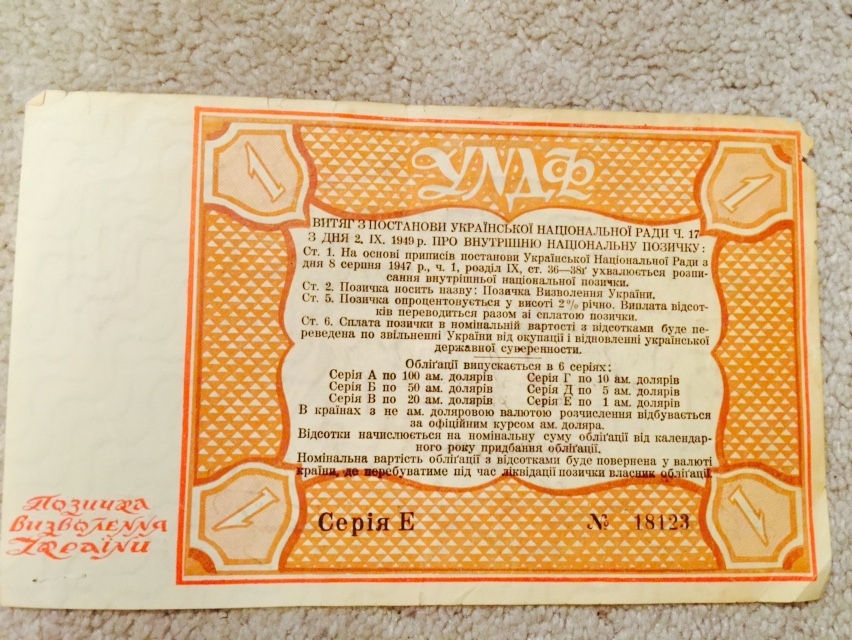 УНДФ
1
1
ВИТЯГ З ПОСТАНОВИ УКРАЇНСЬКОЇ НАЦІОНАЛЬНОЇ РАДИ Ч. 17
З ДНЯ 2. IX. 1949 р. ПРО ВНУТРІШНЮ НАЦІОНАЛЬНУ ПОЗИЧКУ:
Ст. 1. На основі приписів постанови Української Національної Ради з
дня 8 серпня 1947 р., ч. 1, розділ IX, ст. 36—38ґ ухвалюється розпи-
сання внутрішньої національної позички.
Ст. 2. Позичка носить назву: Позичка Визволення України.
Ст. 5. Позичка опроцентовується у висоті 2% річно. Виплата відсот-
ків переводиться разом зі сплатою позички.
Ст. 6. Сплата позички в номінальній вартості з відсотками буде пе-
реведена по звільненні України від окупації і відновленні української
державної суверенности.
Обліґації випускається в 6 серіях:
Серія А по 100 ам. долярів Серія Г по 10 ам. долярів
Серія Б по 50 ам. долярів Серія Д по 5 ам. долярів
Серія В по 20 ам. долярів Серія Е по 1 ам. долярів
В країнах з не ам. доляровою валютою розчислення відбувається
за офіційним курсом ам. доляра.
Відсотки начислюється на номінальну суму обліґації від календар-
ного року придбання обліґації.
Номінальна вартість обліґації з відсотками буде повернена у валюті
країни, де перебуватиме під час ліквідації позички власник обліґації.
Позичка
Визволення
України
1
Серія Е № 18123
1